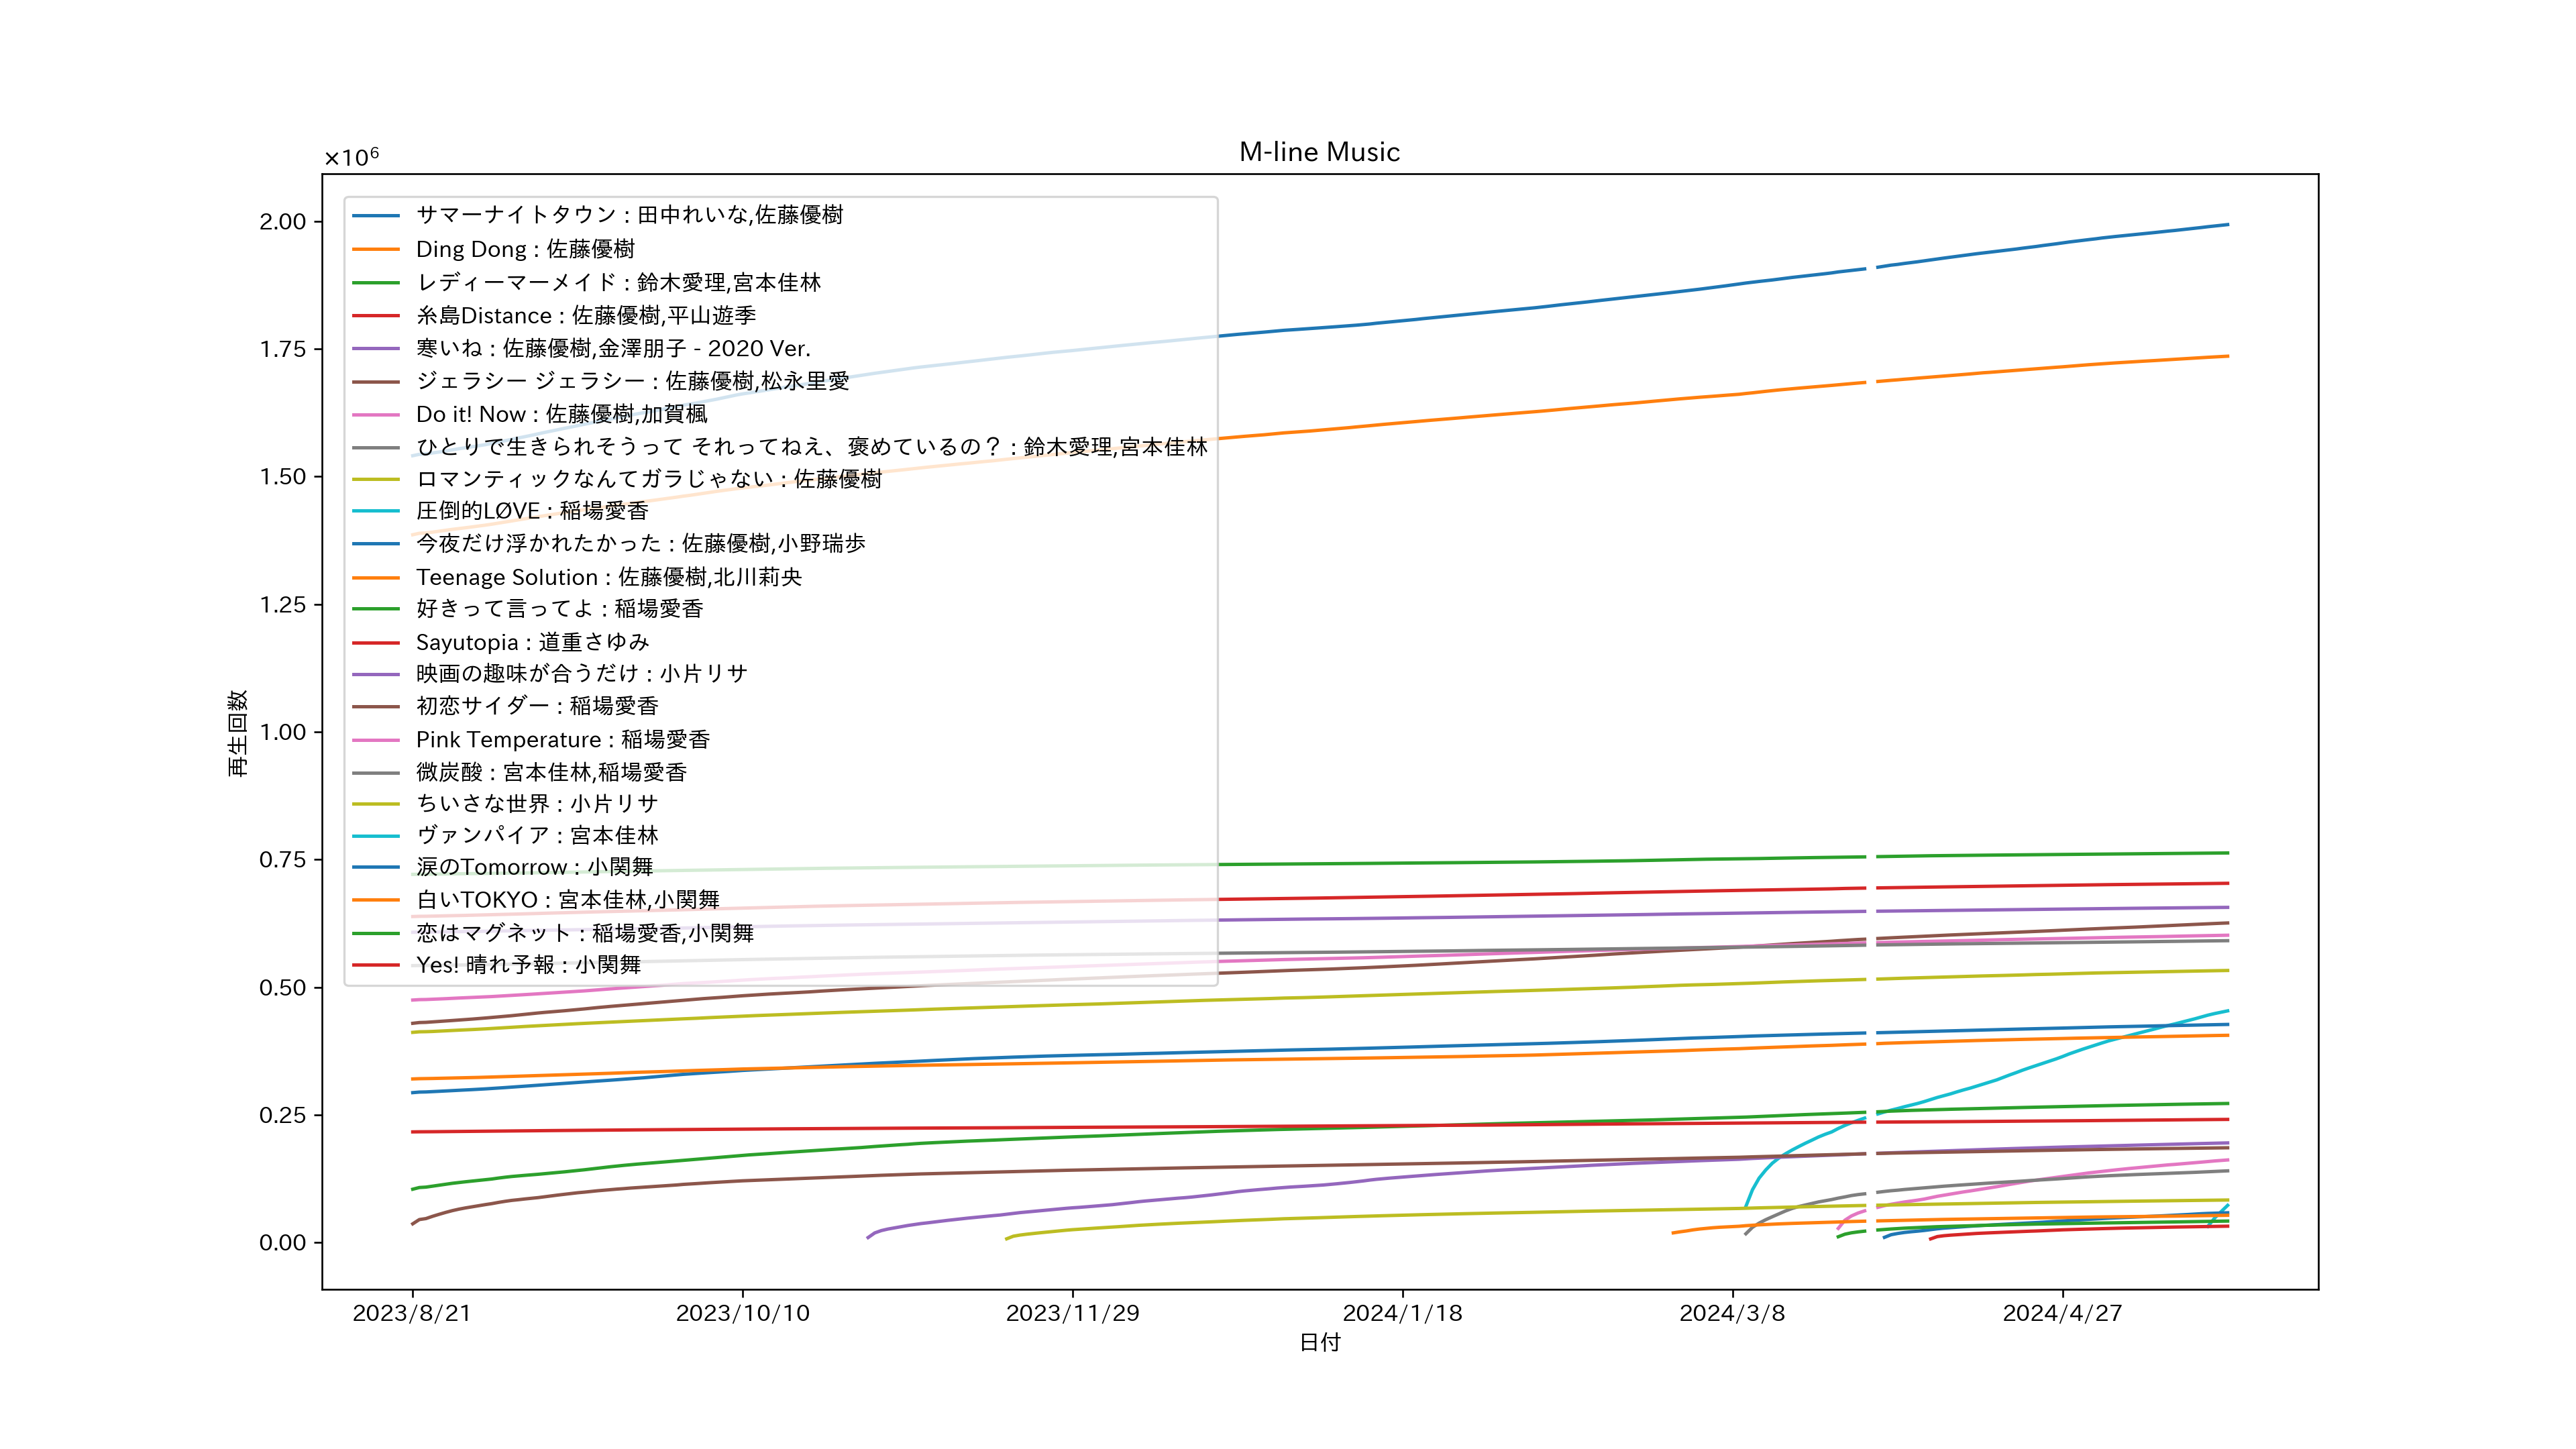 M-line Music
×10⁶
2.00
1.75
1.50
1.25
1.00
0.75
0.50
0.25
0.00
再生回数
サマーナイトタウン : 田中れいな,佐藤優樹
Ding Dong : 佐藤優樹
レディーマーメイド : 鈴木愛理,宮本佳林
糸島Distance : 佐藤優樹,平山遊季
寒いね : 佐藤優樹,金澤朋子 - 2020 Ver.
ジェラシー ジェラシー : 佐藤優樹,松永里愛
Do it! Now : 佐藤優樹,加賀楓
ひとりで生きられそうって それってねえ、褒めているの？ : 鈴木愛理,宮本佳林
ロマンティックなんてガラじゃない : 佐藤優樹
圧倒的LØVE : 稲場愛香
今夜だけ浮かれたかった : 佐藤優樹,小野瑞歩
Teenage Solution : 佐藤優樹,北川莉央
好きって言ってよ : 稲場愛香
Sayutopia : 道重さゆみ
映画の趣味が合うだけ : 小片リサ
初恋サイダー : 稲場愛香
Pink Temperature : 稲場愛香
微炭酸 : 宮本佳林,稲場愛香
ちいさな世界 : 小片リサ
ヴァンパイア : 宮本佳林
涙のTomorrow : 小関舞
白いTOKYO : 宮本佳林,小関舞
恋はマグネット : 稲場愛香,小関舞
Yes! 晴れ予報 : 小関舞
2023/8/21
2023/10/10
2023/11/29
2024/1/18
2024/3/8
2024/4/27
日付